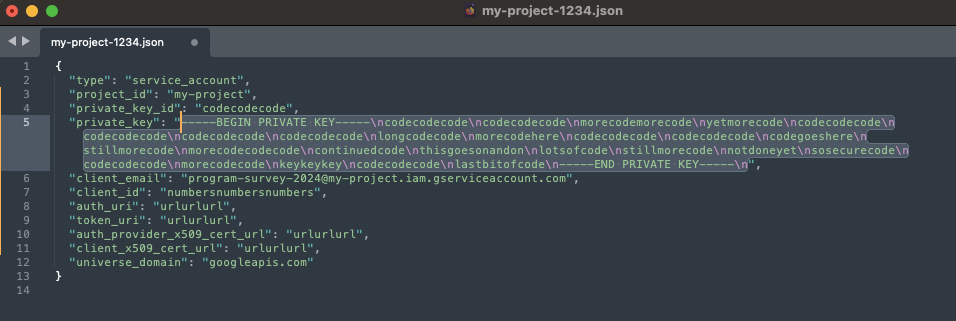 my-project-1234.json
my-project-1234.json
1 {
2 "type": "service_account",
3 "project_id": "my-project",
4 "private_key_id": "codecodecode",
5 "private_key": "-----BEGIN PRIVATE KEY-----\ncodecodecode\ncodecodecode\nmorecodemorecode\nyetmorecode\ncodecodecode\n
codecodecode\ncodecodecode\ncodecodecode\nlongcodecode\nmorecodehere\ncodecodecode\ncodecodecode\ncodegoeshere\n
stillmorecode\nmorecodecodecode\ncontinuedcode\nthisgoesonandon\nlotsofcode\nstillmorecode\nnotdoneyet\nsosecurecode\n
codecodecode\nmorecodecode\nkeykeykey\ncodecodecode\nlastbitofcode\n-----END PRIVATE KEY-----\n",
6 "client_email": "program-survey-2024@my-project.iam.gserviceaccount.com",
7 "client_id": "numbersnumbersnumbers",
8 "auth_uri": "urlurlurl",
9 "token_uri": "urlurlurl",
10 "auth_provider_x509_cert_url": "urlurlurl",
11 "client_x509_cert_url": "urlurlurl",
12 "universe_domain": "googleapis.com"
13 }
14